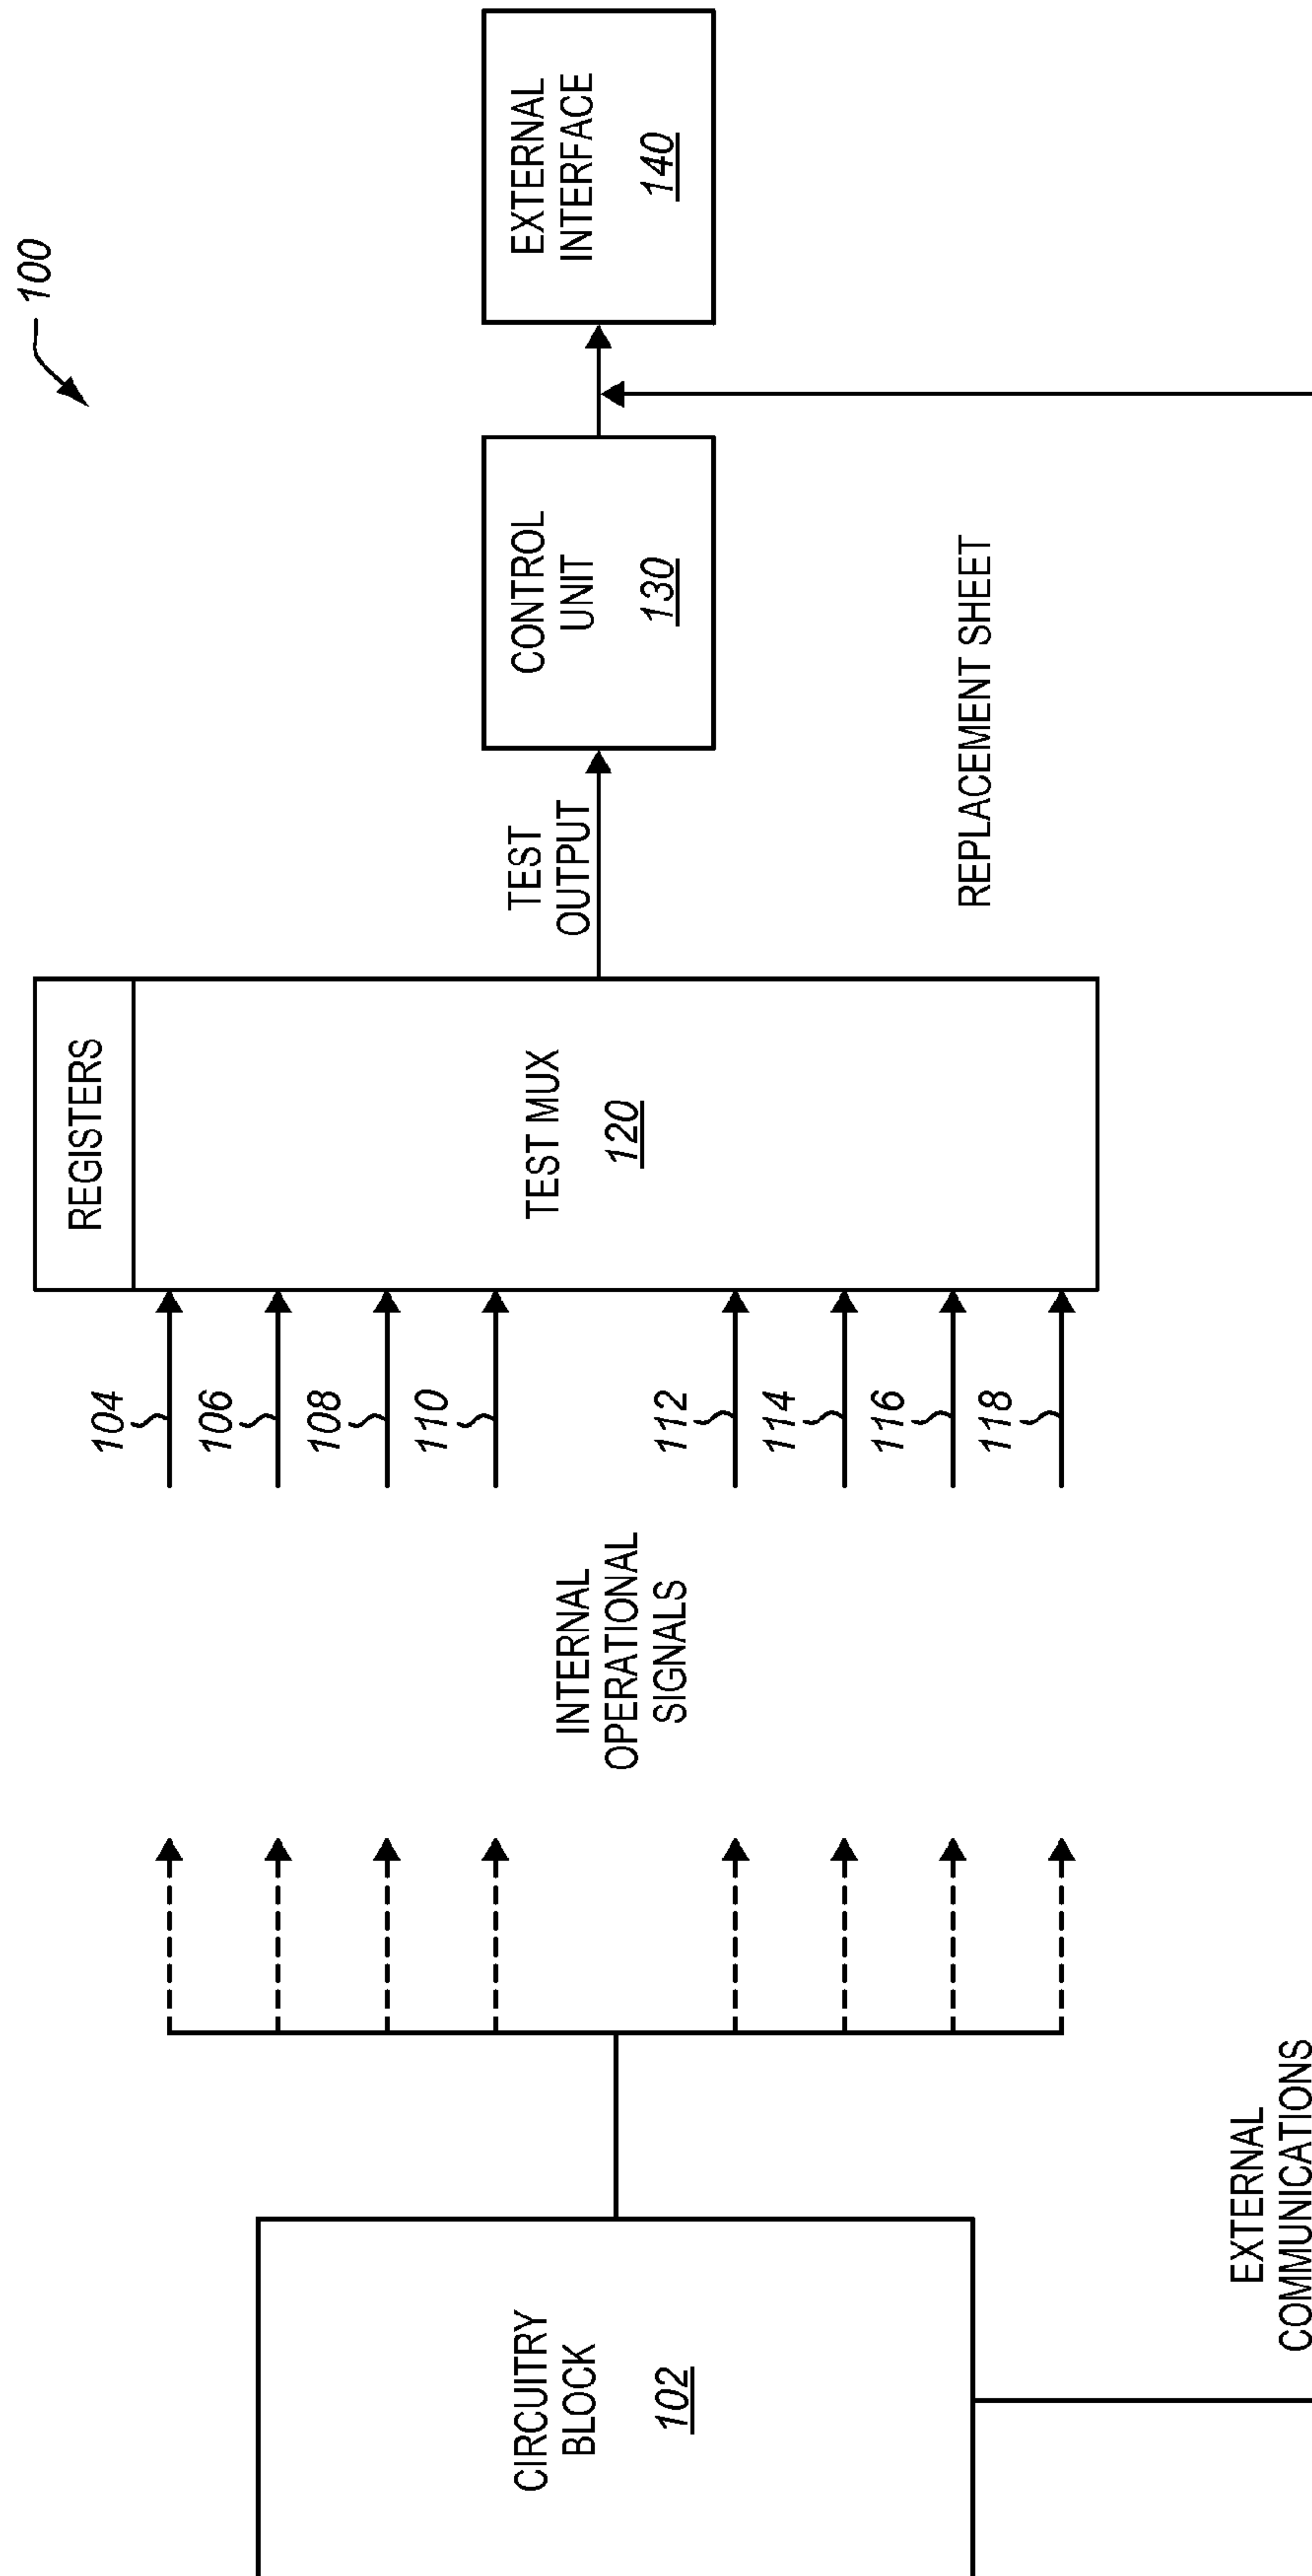 100
CIRCUITRY
BLOCK
102
EXTERNAL
COMMUNICATIONS
INTERNAL
OPERATIONAL
SIGNALS
104
106
108
110
112
114
116
118
REGISTERS
TEST MUX
120
TEST
OUTPUT
CONTROL
UNIT
130
EXTERNAL
INTERFACE
140
REPLACEMENT SHEET